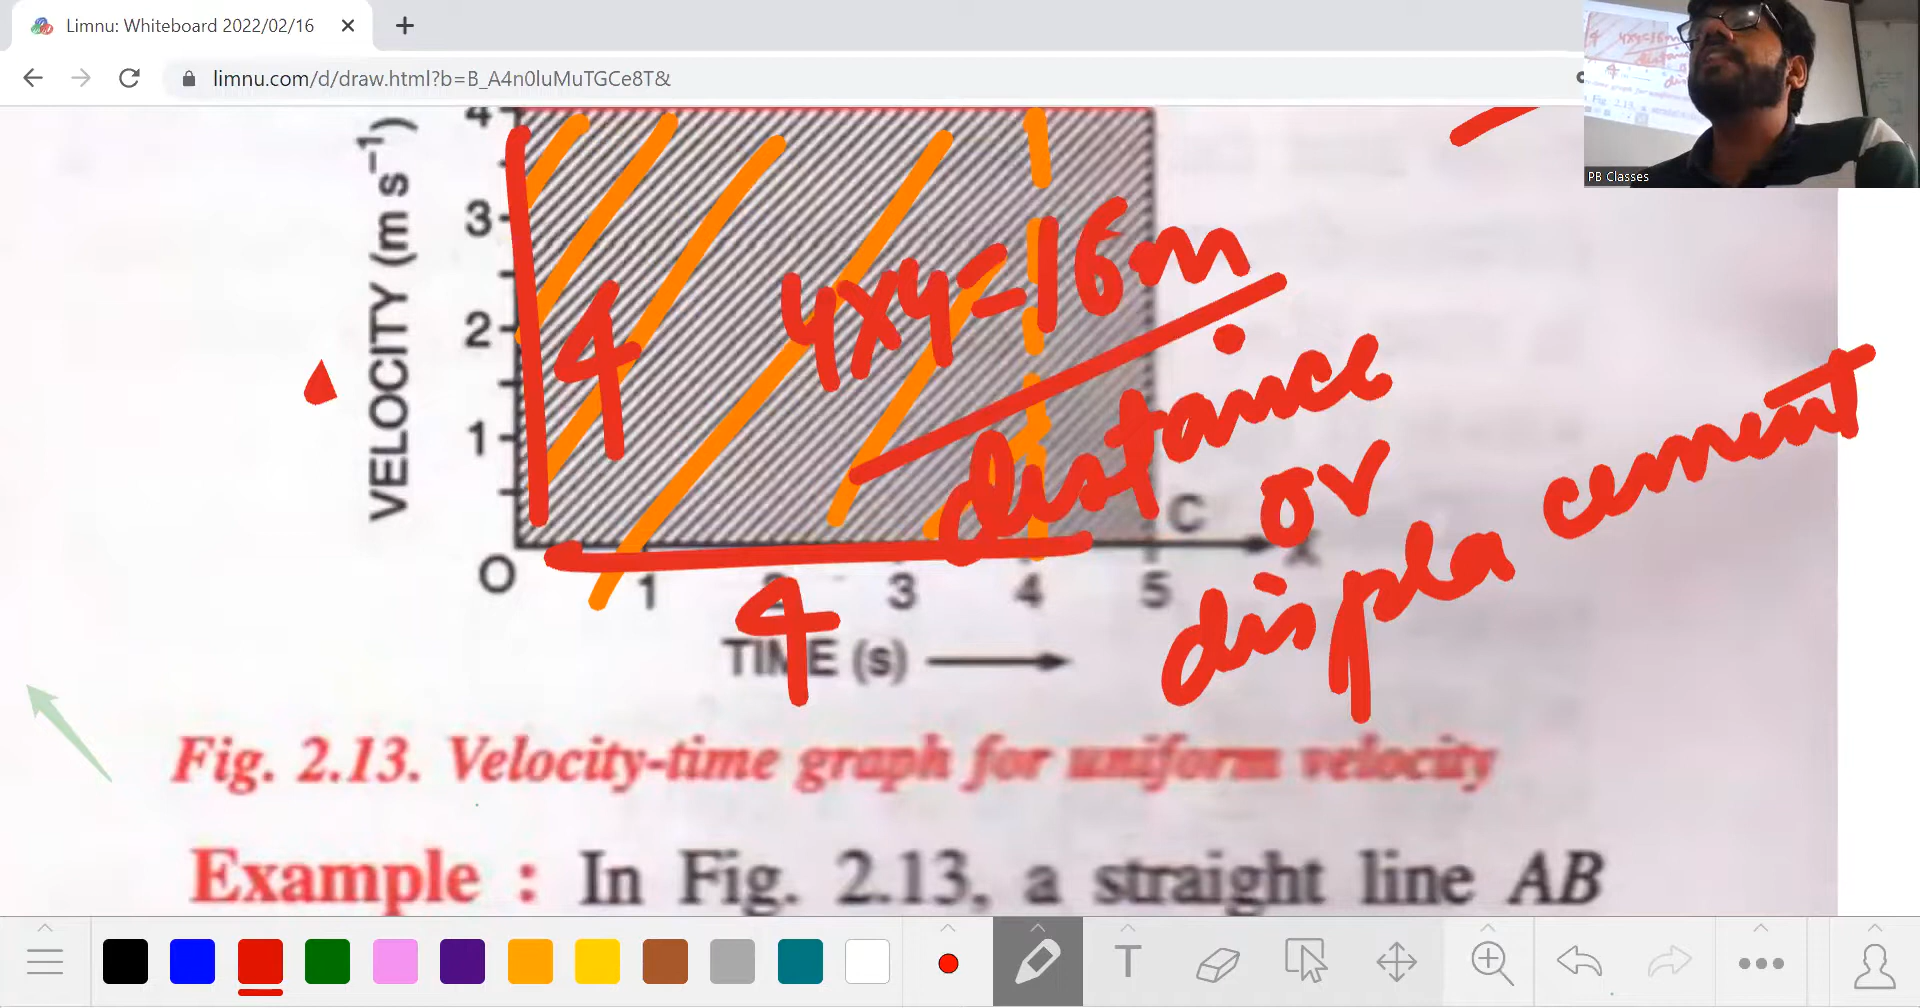 Limnu: Whiteboard 2022/02/16
limnu.com/d/draw.html?b=B_A4n0luMuTGCe8T&
PB Classes
VELOCITY (m s⁻¹)
4
3
2
1
4
4x4=16m
distance
or
displacement
C
X
O 1 2 3 4 5
4
TIME (s)
Fig. 2.13. Velocity-time graph for uniform velocity
Example : In Fig. 2.13, a straight line AB
T